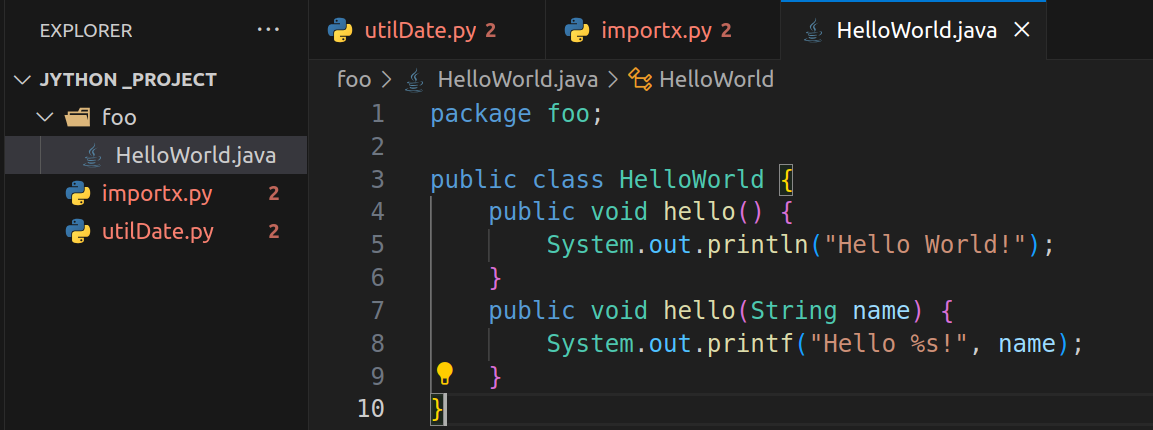 EXPLORER ...
JYTHON _PROJECT
foo
HelloWorld.java
importx.py 2
utilDate.py 2
utilDate.py 2 importx.py 2 HelloWorld.java
foo > HelloWorld.java > HelloWorld
1 package foo;
2
3 public class HelloWorld {
4     public void hello() {
5         System.out.println("Hello World!");
6     }
7     public void hello(String name) {
8         System.out.printf("Hello %s!", name);
9     }
10 }